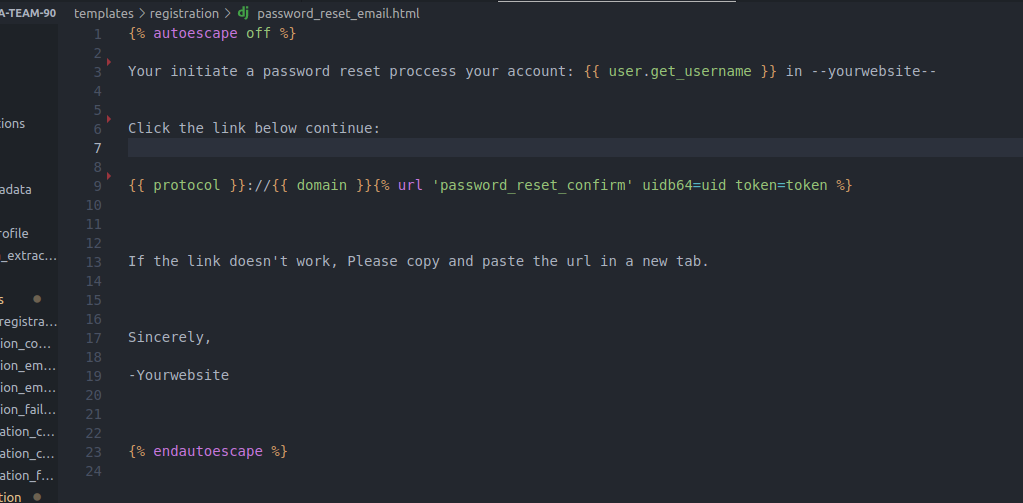 A-TEAM-90
templates > registration > dj password_reset_email.html
1 {% autoescape off %}
2
3 Your initiate a password reset proccess your account: {{ user.get_username }} in --yourwebsite--
4
5
ions
6 Click the link below continue:
7
8
adata
9 {{ protocol }}://{{ domain }}{% url 'password_reset_confirm' uidb64=uid token=token %}
10
11
rofile
12
_extrac...
13 If the link doesn't work, Please copy and paste the url in a new tab.
14
15
s
16
registra...
17 Sincerely,
ion_co...
18
ion_em...
19 -Yourwebsite
20
ion_em...
21
ion_fail...
22
ation_c...
23 {% endautoescape %}
ation_c...
24
ation_f...
tion